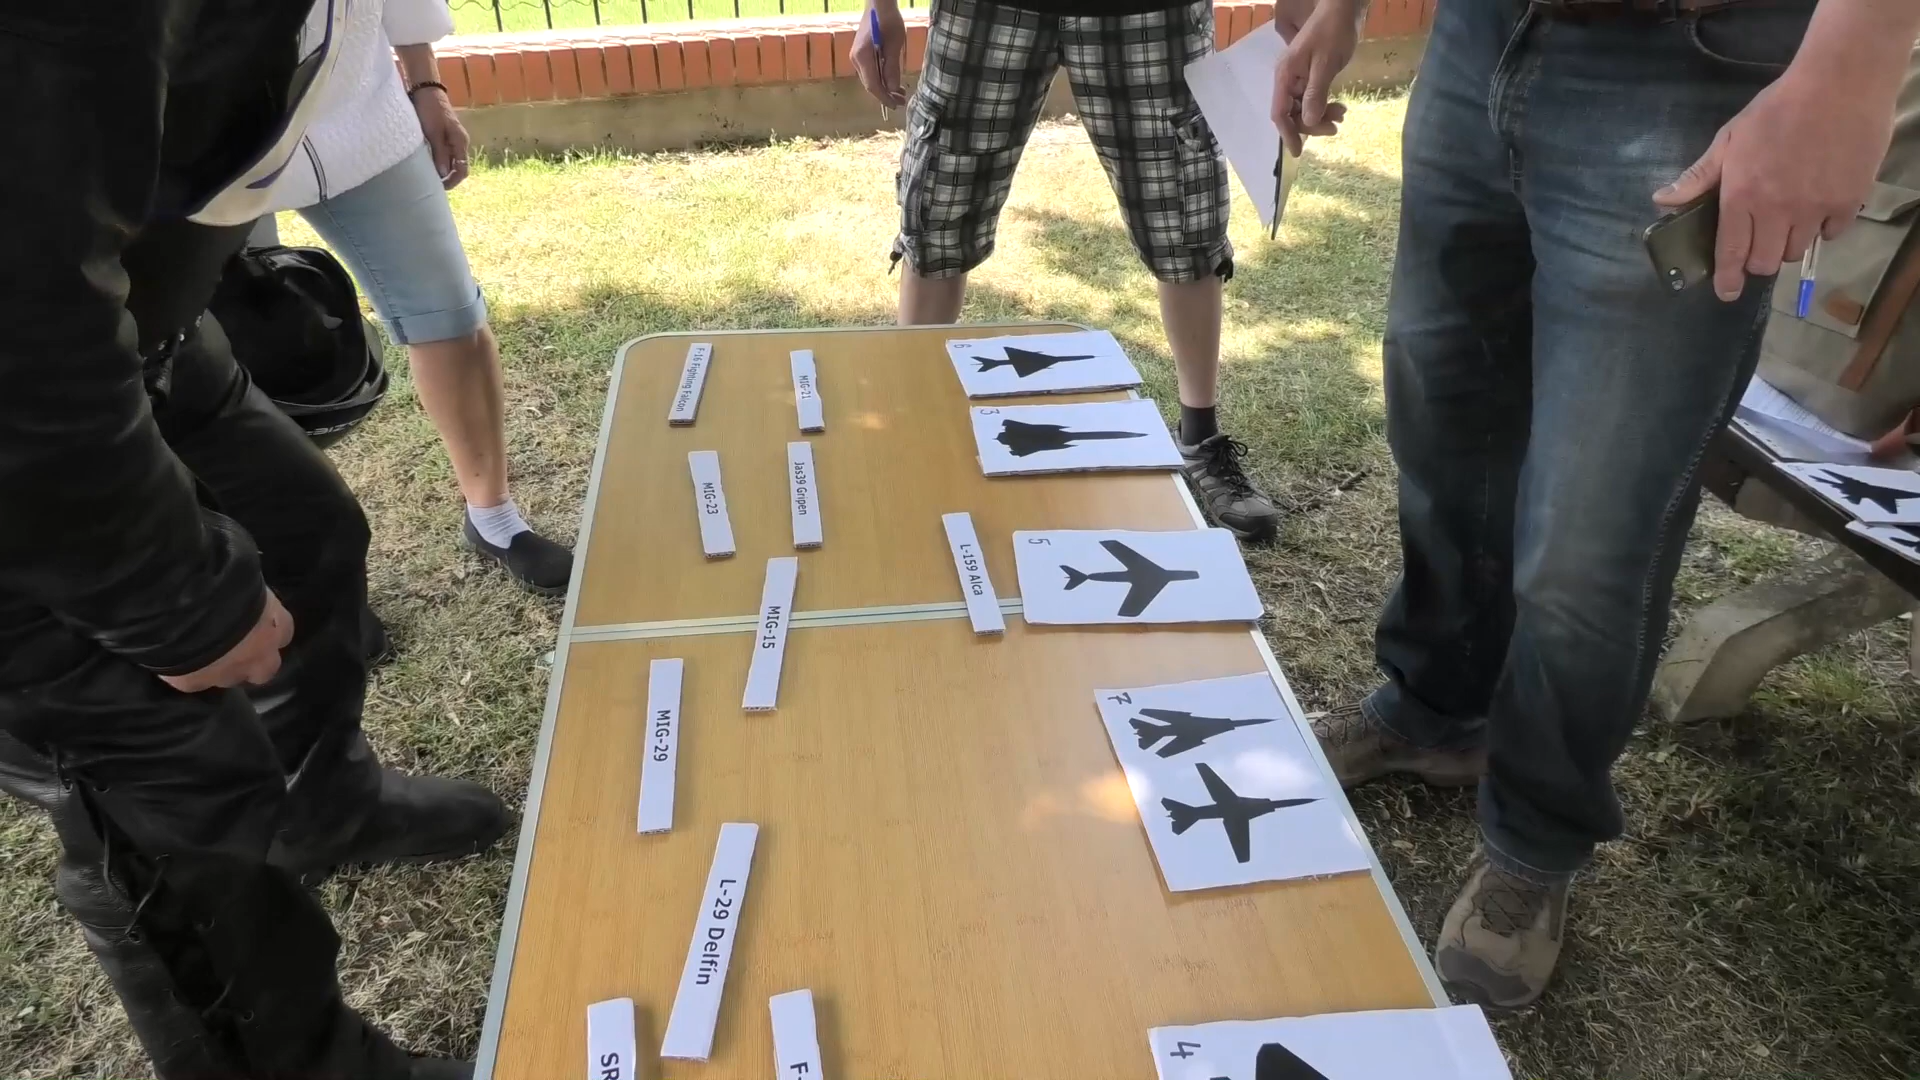 F-16 Fighting Falcon
MIG-21
6
3
MIG-23
Jas39 Gripen
L-159 Alca
5
MIG-15
MIG-29
7
L-29 Delfín
SR
F-
4